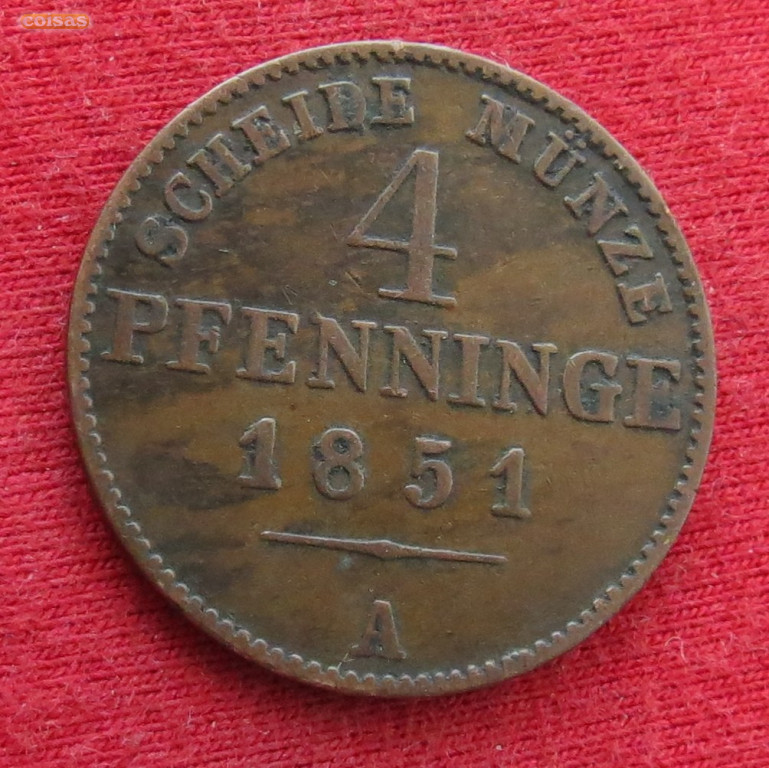 coisas
SCHEIDE MÜNZE
4
PFENNINGE
1851
A